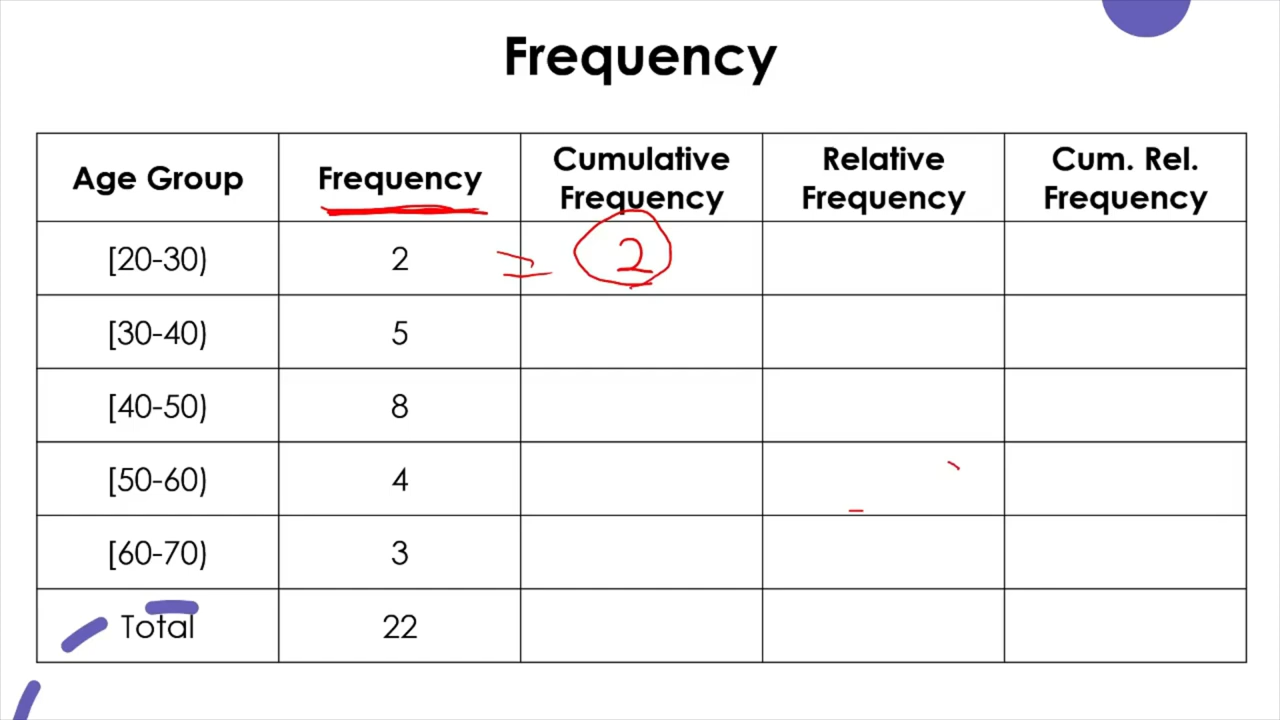 Frequency
Age Group Frequency Cumulative Frequency Relative Frequency Cum. Rel. Frequency
[20-30) 2 = 2
[30-40) 5
[40-50) 8
[50-60) 4
[60-70) 3
Total 22